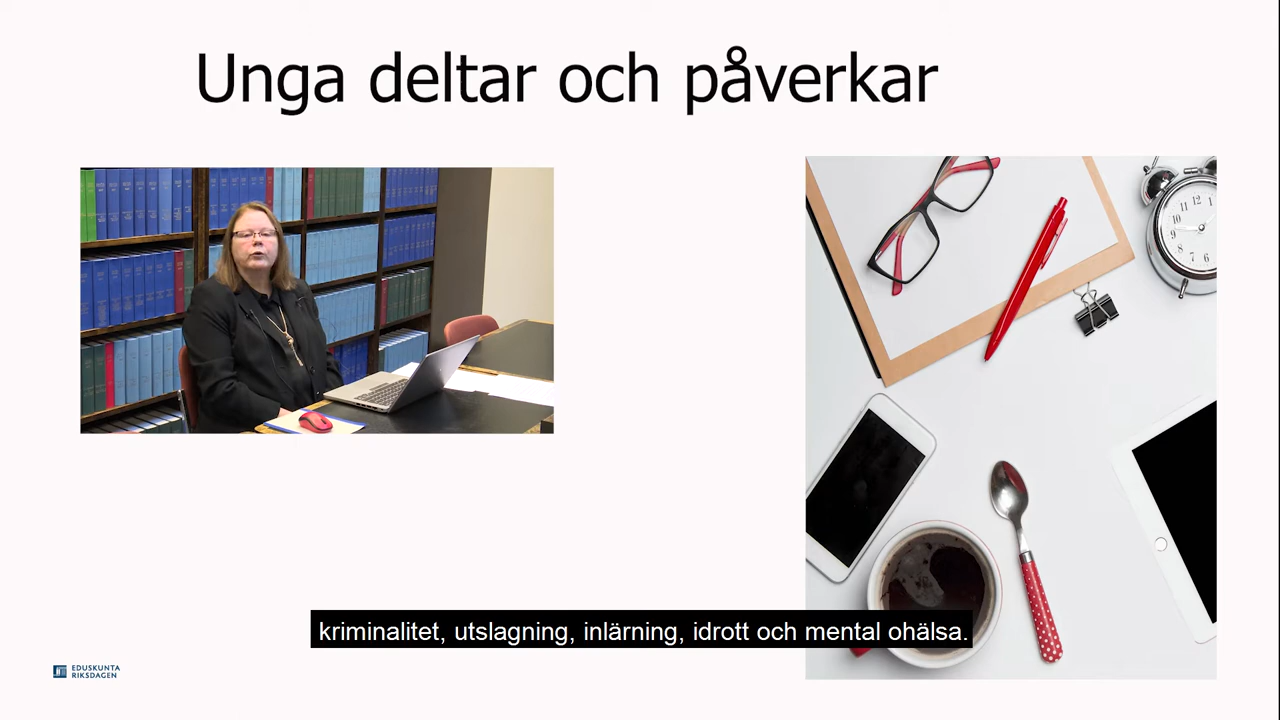 Unga deltar och påverkar
kriminalitet, utslagning, inlärning, idrott och mental ohälsa.
EDUSKUNTA
RIKSDAGEN